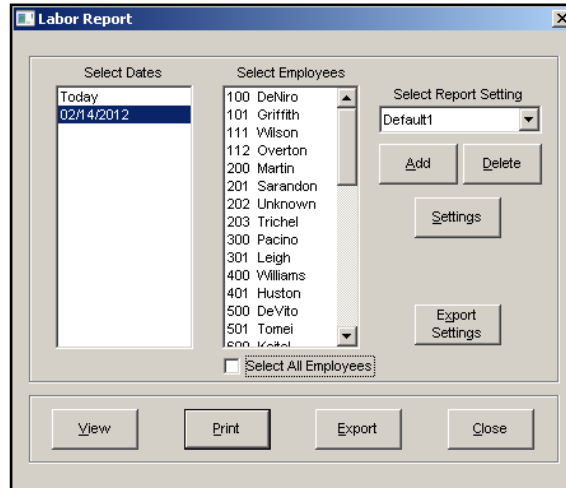 Labor Report
Select Dates
Today
02/14/2012
Select Employees
100 DeNiro
101 Griffith
111 Wilson
112 Overton
200 Martin
201 Sarandon
202 Unknown
203 Trichel
300 Pacino
301 Leigh
400 Williams
401 Huston
500 DeVito
501 Tomei
600 Keitel
Select All Employees
Select Report Setting
Default1
Add
Delete
Settings
Export
Settings
View
Print
Export
Close